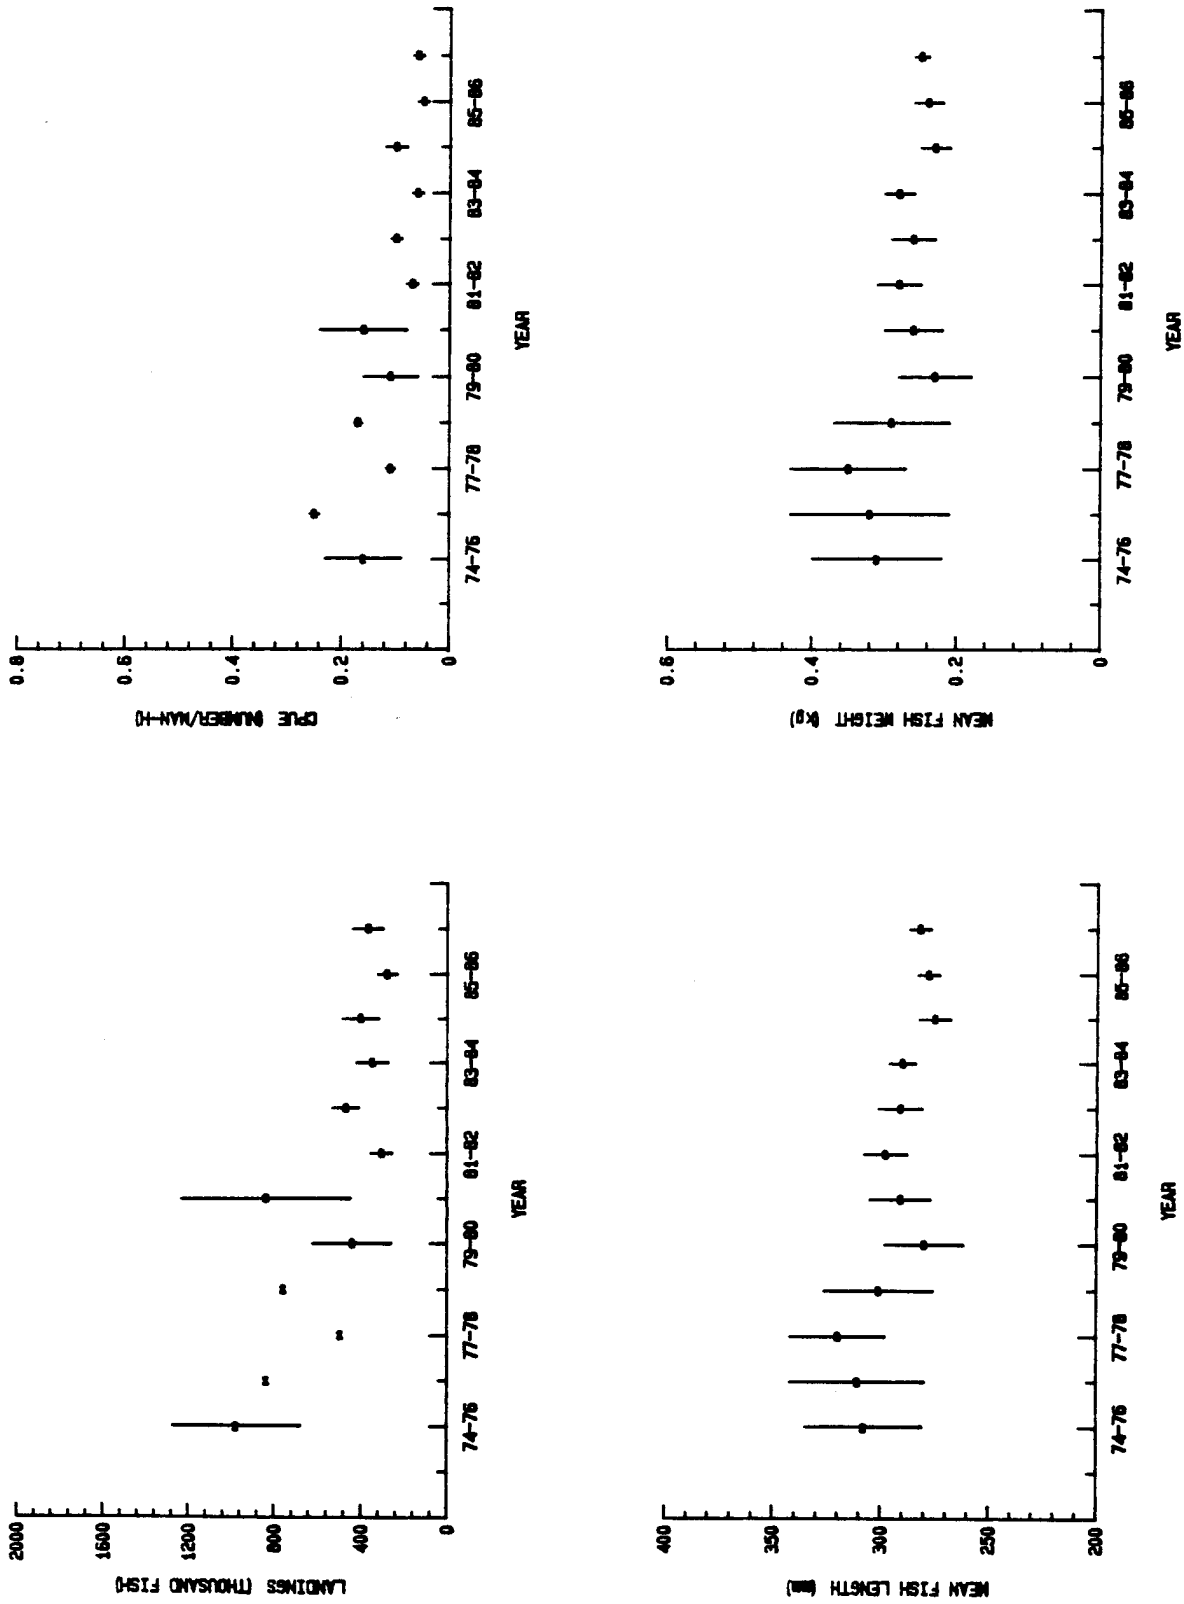 LANDINGS (THOUSAND FISH)
2000
1600
1200
800
400
0
74-76 77-78 79-80 81-82 83-84 85-86
YEAR
CPUE (NUMBER/MAN-H)
0.8
0.6
0.4
0.2
0
74-76 77-78 79-80 81-82 83-84 85-86
YEAR
MEAN FISH LENGTH (mm)
400
350
300
250
200
74-76 77-78 79-80 81-82 83-84 85-86
YEAR
MEAN FISH WEIGHT (kg)
0.6
0.4
0.2
0
74-76 77-78 79-80 81-82 83-84 85-86
YEAR